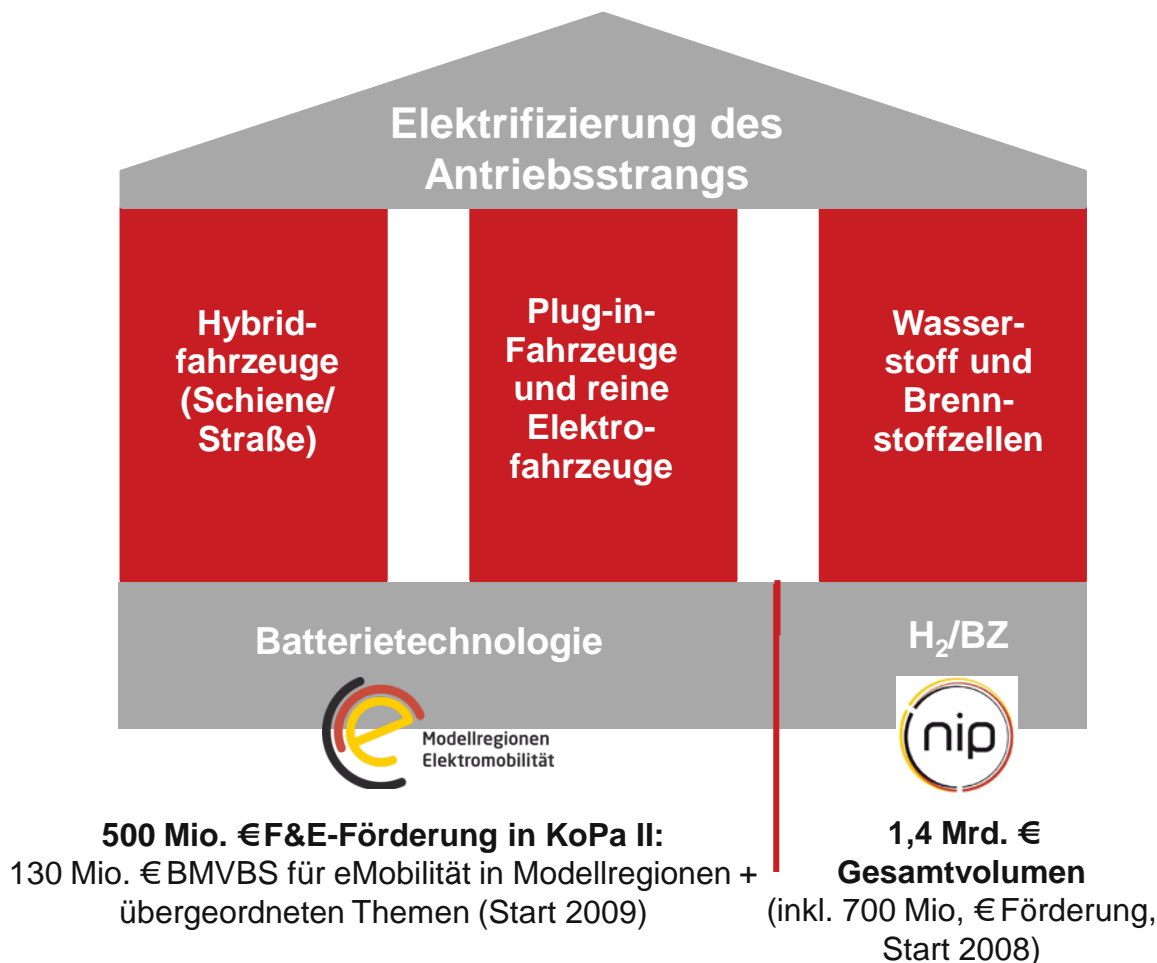 Elektrifizierung des
Antriebsstrangs
Hybrid-
fahrzeuge
(Schiene/
Straße)
Plug-in-
Fahrzeuge
und reine
Elektro-
fahrzeuge
Wasser-
stoff und
Brenn-
stoffzellen
Batterietechnologie
e
Modellregionen
Elektromobilität
500 Mio. €F&E-Förderung in KoPa II:
130 Mio. €BMVBS für eMobilität in Modellregionen +
übergeordneten Themen (Start 2009)
H₂/BZ
nip
1,4 Mrd. €
Gesamtvolumen
(inkl. 700 Mio, €Förderung,
Start 2008)